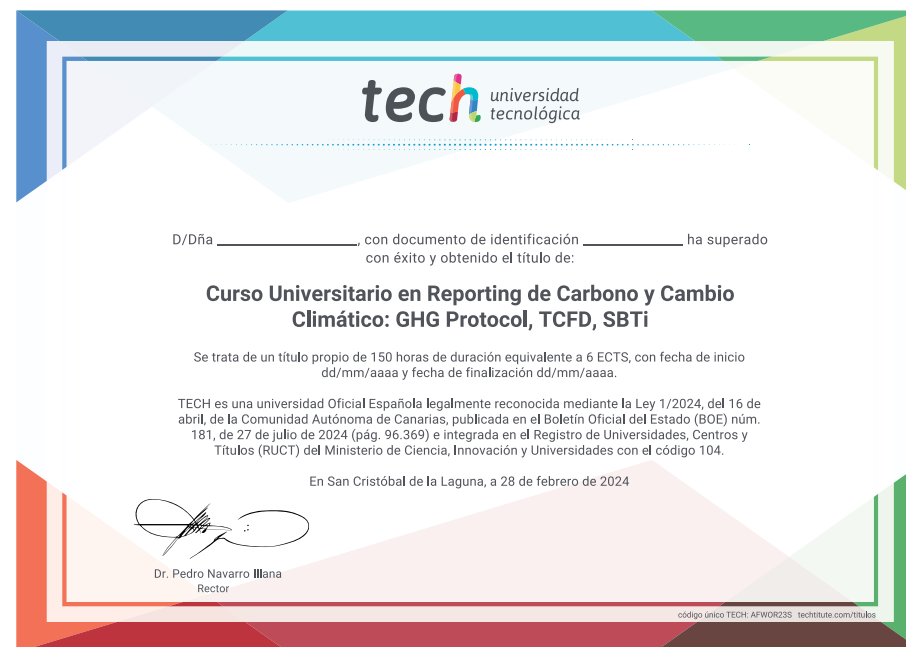 tech universidad
tecnológica
D/Dña ____________________, con documento de identificación ______________ ha superado
con éxito y obtenido el título de:
Curso Universitario en Reporting de Carbono y Cambio
Climático: GHG Protocol, TCFD, SBTi
Se trata de un título propio de 150 horas de duración equivalente a 6 ECTS, con fecha de inicio
dd/mm/aaaa y fecha de finalización dd/mm/aaaa.
TECH es una universidad Oficial Española legalmente reconocida mediante la Ley 1/2024, del 16 de
abril, de la Comunidad Autónoma de Canarias, publicada en el Boletín Oficial del Estado (BOE) núm.
181, de 27 de julio de 2024 (pág. 96.369) e integrada en el Registro de Universidades, Centros y
Títulos (RUCT) del Ministerio de Ciencia, Innovación y Universidades con el código 104.
En San Cristóbal de la Laguna, a 28 de febrero de 2024
Dr. Pedro Navarro Illana
Rector
código único TECH: AFWOR23S techtitute.com/titulos